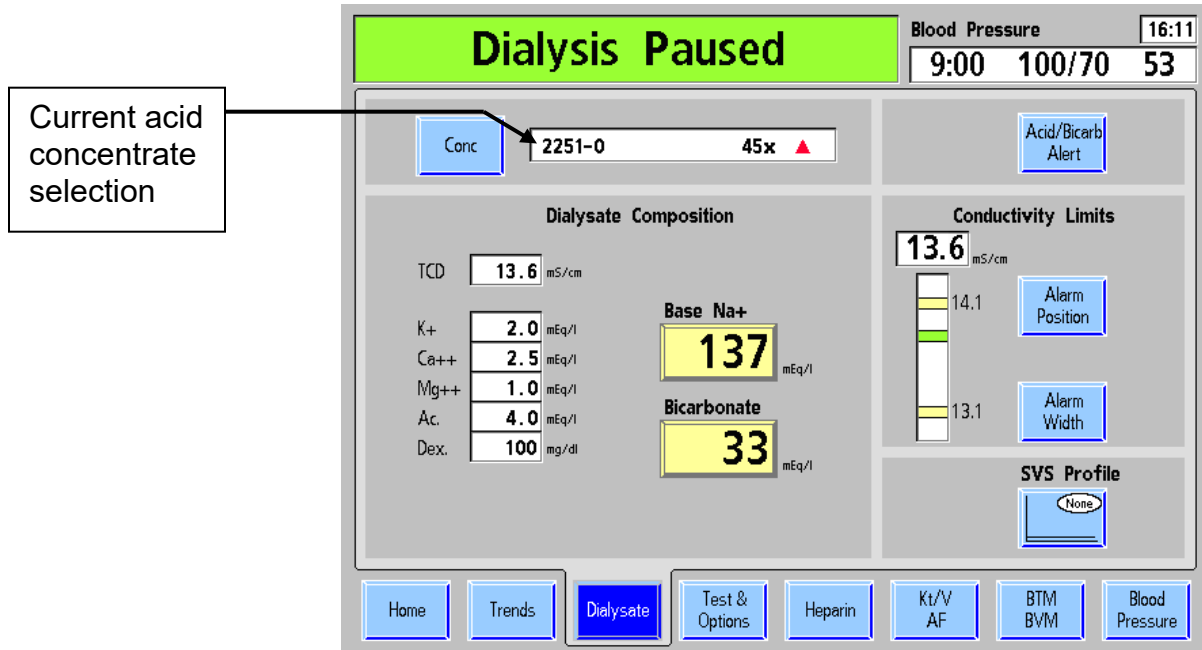 Current acid
concentrate
selection
Dialysis Paused
Blood Pressure 16:11
9:00 100/70 53
Conc
2251-0 45x
Acid/Bicarb
Alert
Dialysate Composition
TCD 13.6 mS/cm
K+ 2.0 mEq/l
Ca++ 2.5 mEq/l
Mg++ 1.0 mEq/l
Ac. 4.0 mEq/l
Dex. 100 mg/dl
Base Na+
137 mEq/l
Bicarbonate
33 mEq/l
Conductivity Limits
13.6 mS/cm
14.1
13.1
Alarm
Position
Alarm
Width
SVS Profile
None
Home
Trends
Dialysate
Test &
Options
Heparin
Kt/V
AF
BTM
BVM
Blood
Pressure